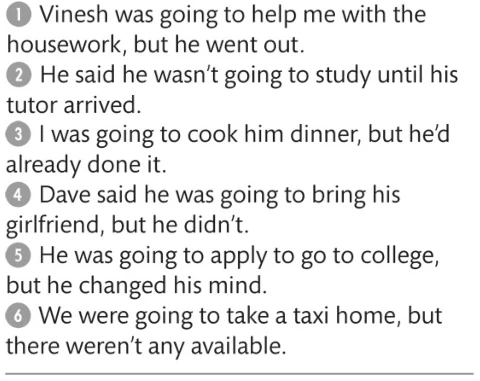 1 Vinesh was going to help me with the
housework, but he went out.
2 He said he wasn't going to study until his
tutor arrived.
3 I was going to cook him dinner, but he'd
already done it.
4 Dave said he was going to bring his
girlfriend, but he didn't.
5 He was going to apply to go to college,
but he changed his mind.
6 We were going to take a taxi home, but
there weren't any available.